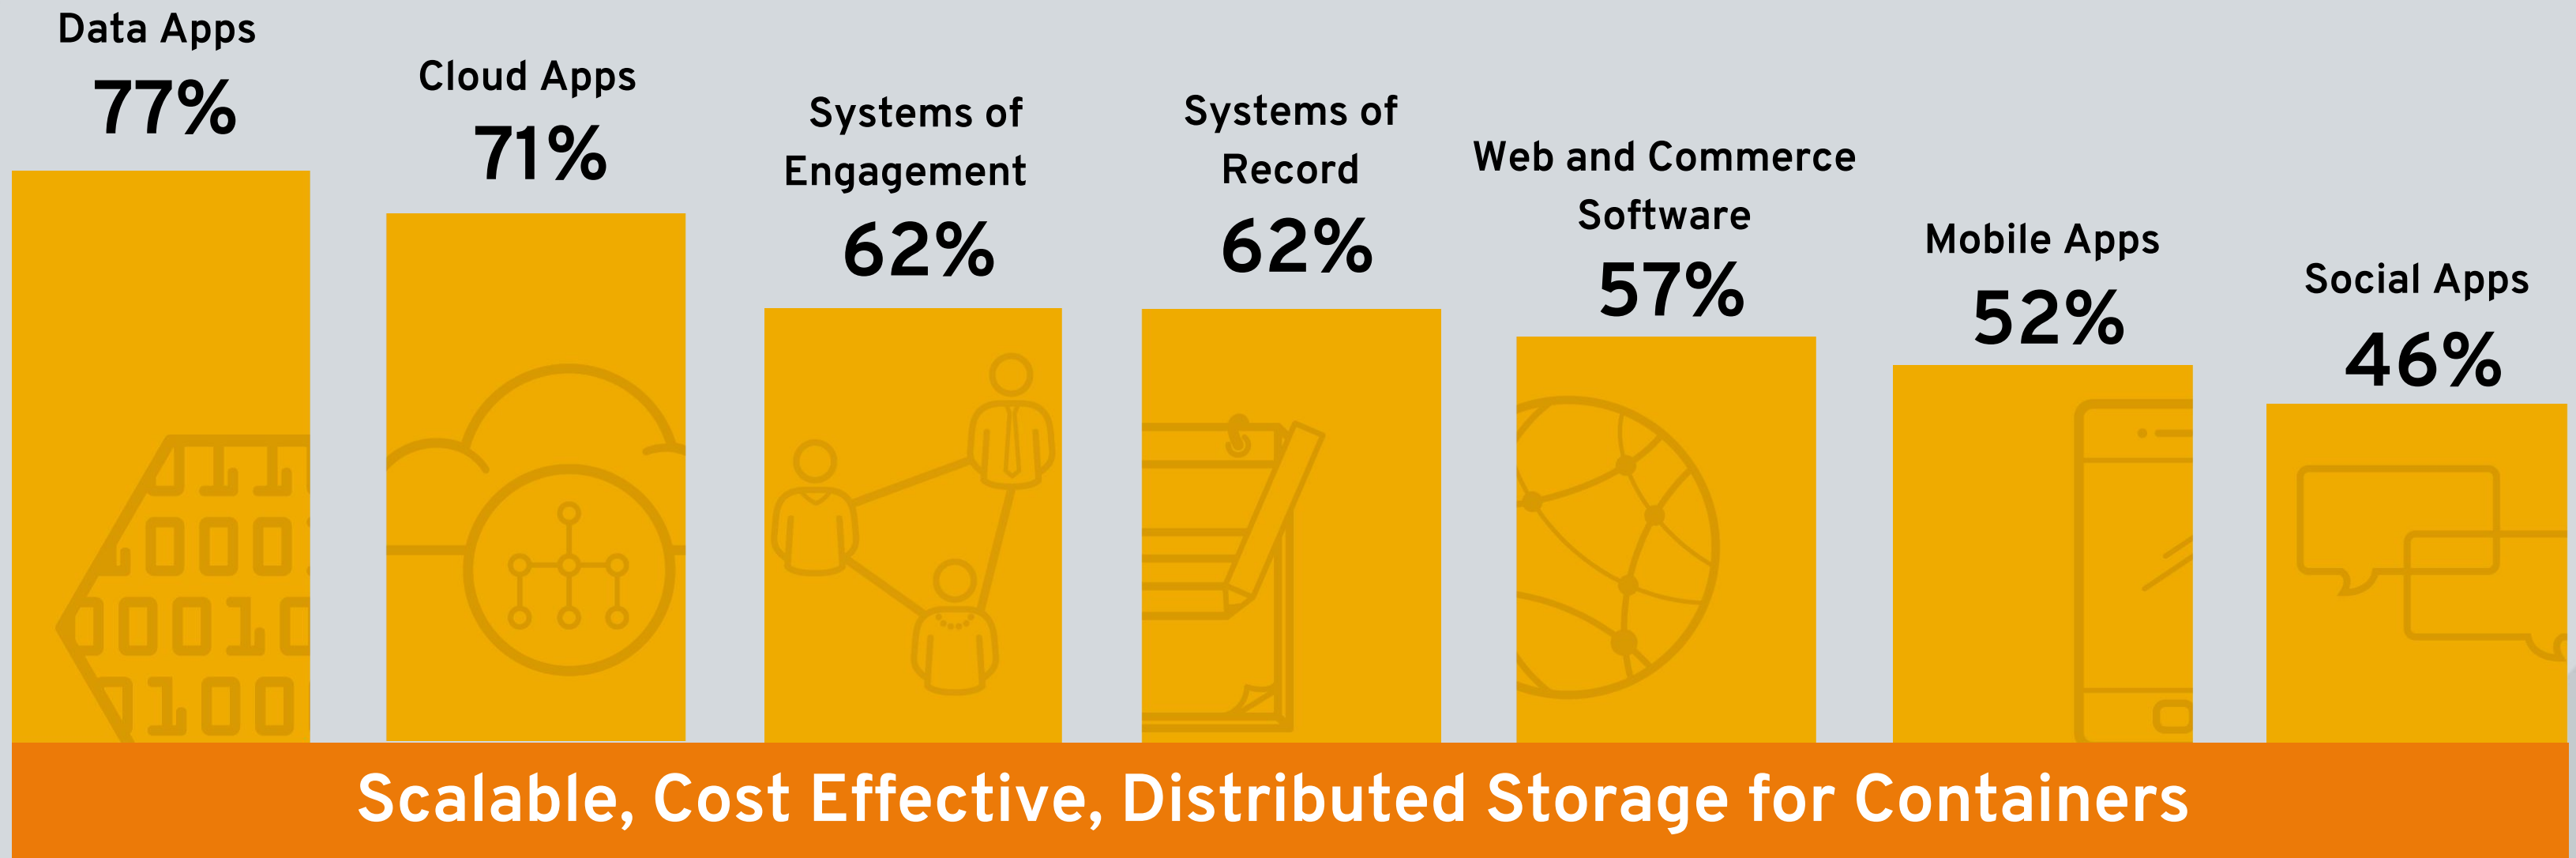 Data Apps
77%
Cloud Apps
71%
Systems of
Engagement
62%
Systems of
Record
62%
Web and Commerce
Software
57%
Mobile Apps
52%
Social Apps
46%
Scalable, Cost Effective, Distributed Storage for Containers